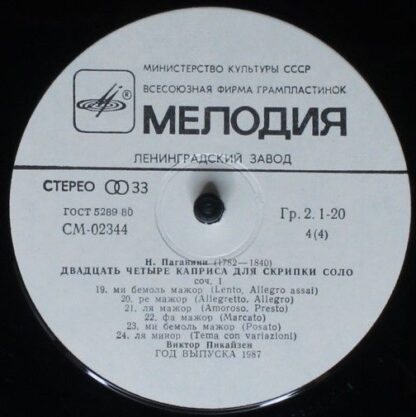 МИНИСТЕРСТВО КУЛЬТУРЫ СССР
ВСЕСОЮЗНАЯ ФИРМА ГРАМПЛАСТИНОК
®
МЕЛОДИЯ
ЛЕНИНГРАДСКИЙ ЗАВОД
СТЕРЕО 33
ГОСТ 5289-80
СМ-02344
Гр. 2. 1-20
4(4)
Н. Паганини (1782—1840)
ДВАДЦАТЬ ЧЕТЫРЕ КАПРИСА ДЛЯ СКРИПКИ СОЛО
соч. 1
19. ми бемоль мажор (Lento, Allegro assai)
20. ре мажор (Allegretto, Allegro)
21. ля мажор (Amoroso, Presto)
22. фа мажор (Marcato)
23. ми бемоль мажор (Posato)
24. ля минор (Tema con variazioni)
Виктор Пикайзен
ГОД ВЫПУСКА 1987